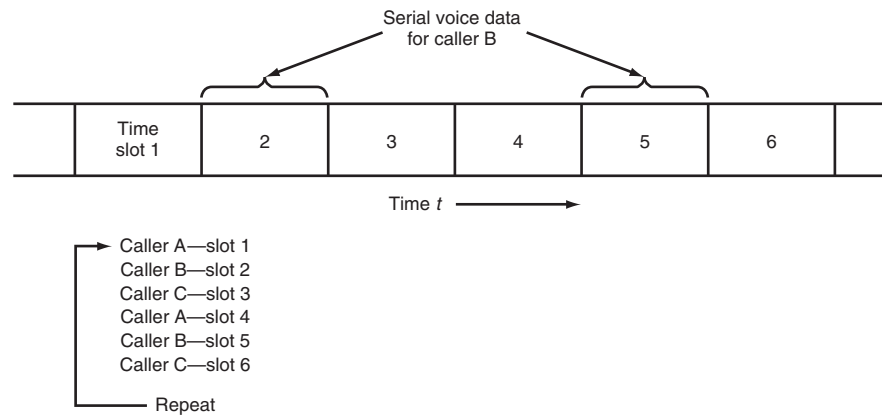 Serial voice data
for caller B
Time
slot 1
2
3
4
5
6
Time t
Caller A—slot 1
Caller B—slot 2
Caller C—slot 3
Caller A—slot 4
Caller B—slot 5
Caller C—slot 6
Repeat